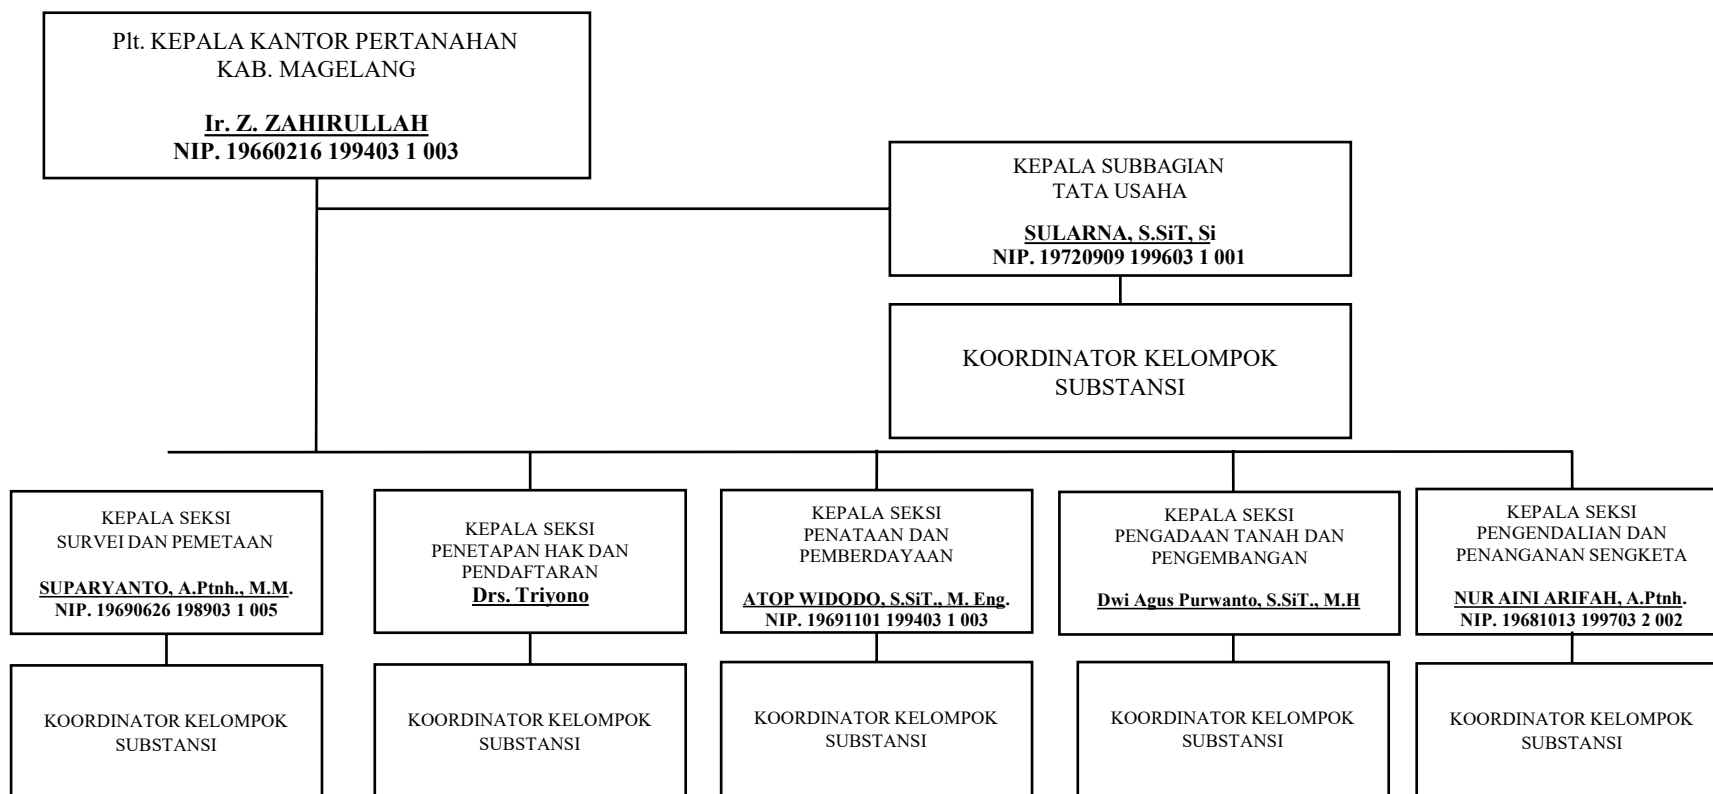 Plt. KEPALA KANTOR PERTANAHAN
KAB. MAGELANG
Ir. Z. ZAHIRULLAH
NIP. 19660216 199403 1 003
KEPALA SUBBAGIAN
TATA USAHA
SULARNA, S.SiT, Si
NIP. 19720909 199603 1 001
KOORDINATOR KELOMPOK
SUBSTANSI
KEPALA SEKSI
SURVEI DAN PEMETAAN
SUPARYANTO, A.Ptnh., M.M.
NIP. 19690626 198903 1 005
KEPALA SEKSI
PENETAPAN HAK DAN
PENDAFTARAN
Drs. Triyono
KEPALA SEKSI
PENATAAN DAN
PEMBERDAYAAN
ATOP WIDODO, S.SiT., M. Eng.
NIP. 19691101 199403 1 003
KEPALA SEKSI
PENGADAAN TANAH DAN
PENGEMBANGAN
Dwi Agus Purwanto, S.SiT., M.H
KEPALA SEKSI
PENGENDALIAN DAN
PENANGANAN SENGKETA
NUR AINI ARIFAH, A.Ptnh.
NIP. 19681013 199703 2 002
KOORDINATOR KELOMPOK
SUBSTANSI
KOORDINATOR KELOMPOK
SUBSTANSI
KOORDINATOR KELOMPOK
SUBSTANSI
KOORDINATOR KELOMPOK
SUBSTANSI
KOORDINATOR KELOMPOK
SUBSTANSI